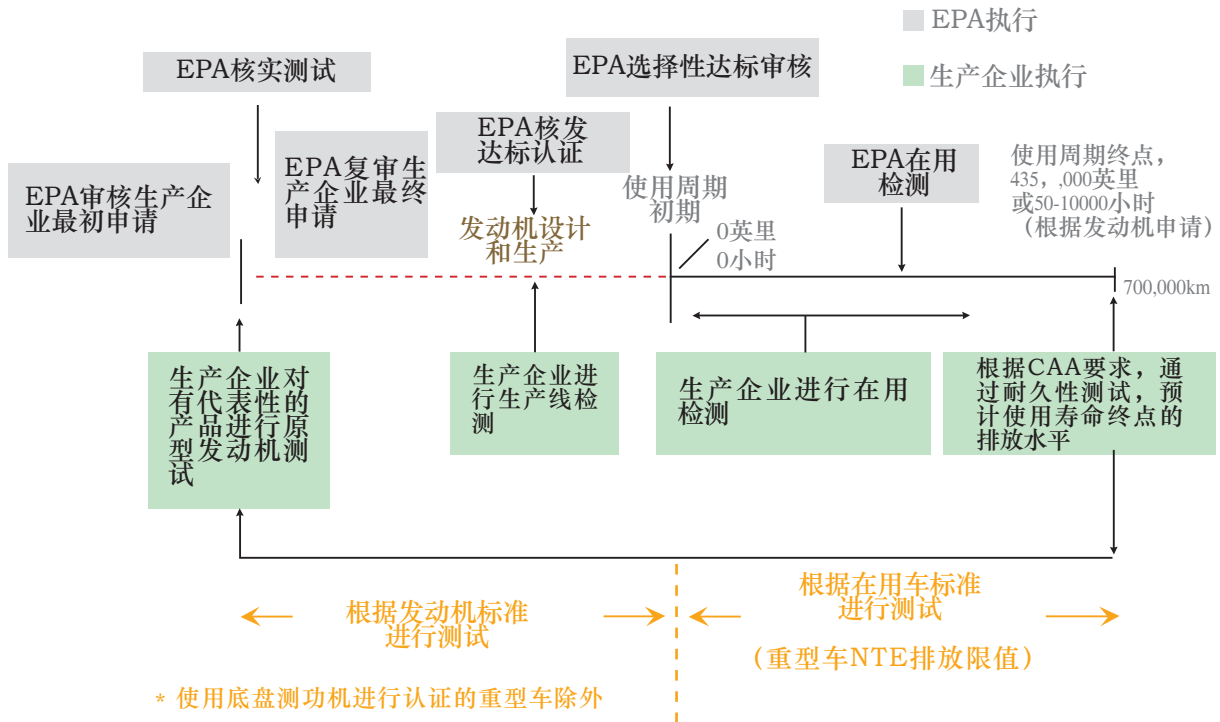 EPA执行
生产企业执行
EPA核实测试
EPA选择性达标审核
EPA审核生产企
业最初申请
EPA复审生
产企业最终
申请
EPA核发
达标认证
发动机设计
和生产
使用周期
初期
0英里
0小时
EPA在用
检测
使用周期终点，
435，,000英里
或50-10000小时
（根据发动机申请）
700,000km
生产企业对
有代表性的
产品进行原
型发动机测
试
生产企业进
行生产线检
测
生产企业进行在用
检测
根据CAA要求，通
过耐久性测试，预
计使用寿命终点的
排放水平
根据发动机标准
进行测试
根据在用车标准
进行测试
（重型车NTE排放限值）
* 使用底盘测功机进行认证的重型车除外